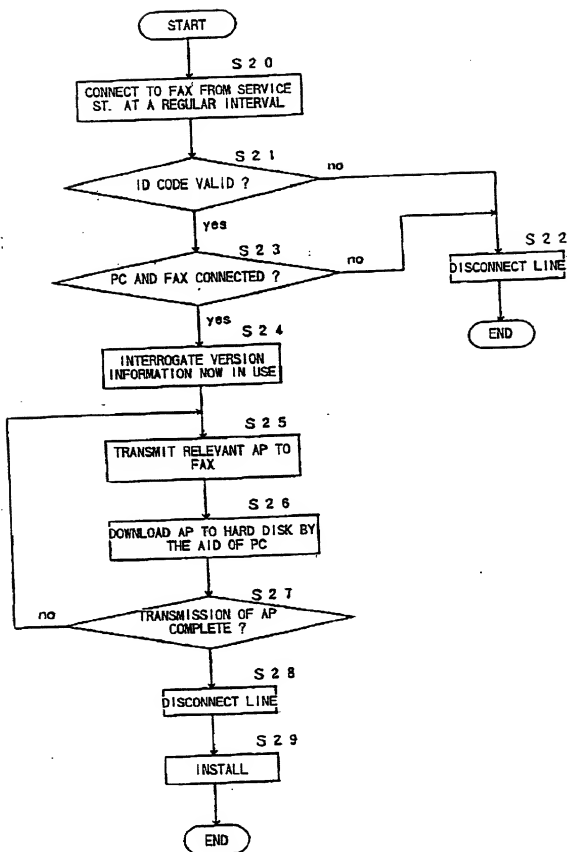 START
S20
CONNECT TO FAX FROM SERVICE
ST. AT A REGULAR INTERVAL
S21
ID CODE VALID ?
no
yes
S23
PC AND FAX CONNECTED ?
no
S22
DISCONNECT LINE
END
yes
S24
INTERROGATE VERSION
INFORMATION NOW IN USE
S25
TRANSMIT RELEVANT AP TO
FAX
S26
DOWNLOAD AP TO HARD DISK BY
THE AID OF PC
S27
TRANSMISSION OF AP
COMPLETE ?
no
S28
DISCONNECT LINE
S29
INSTALL
END